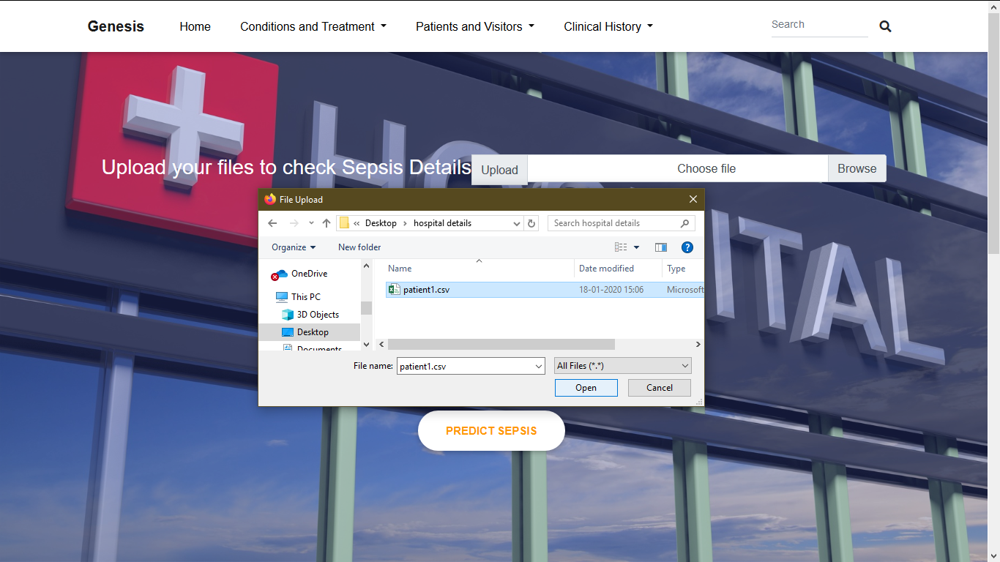 Genesis Home Conditions and Treatment Patients and Visitors Clinical History Search
Upload your files to check Sepsis Details Upload Choose file Browse
File Upload
« Desktop › hospital details Search hospital details
Organize New folder
OneDrive
This PC
3D Objects
Desktop
Documents
Name Date modified Type
patient1.csv 18-01-2020 15:06 Microsoft
File name: patient1.csv All Files (*.*)
Open Cancel
PREDICT SEPSIS
HO
ITAL